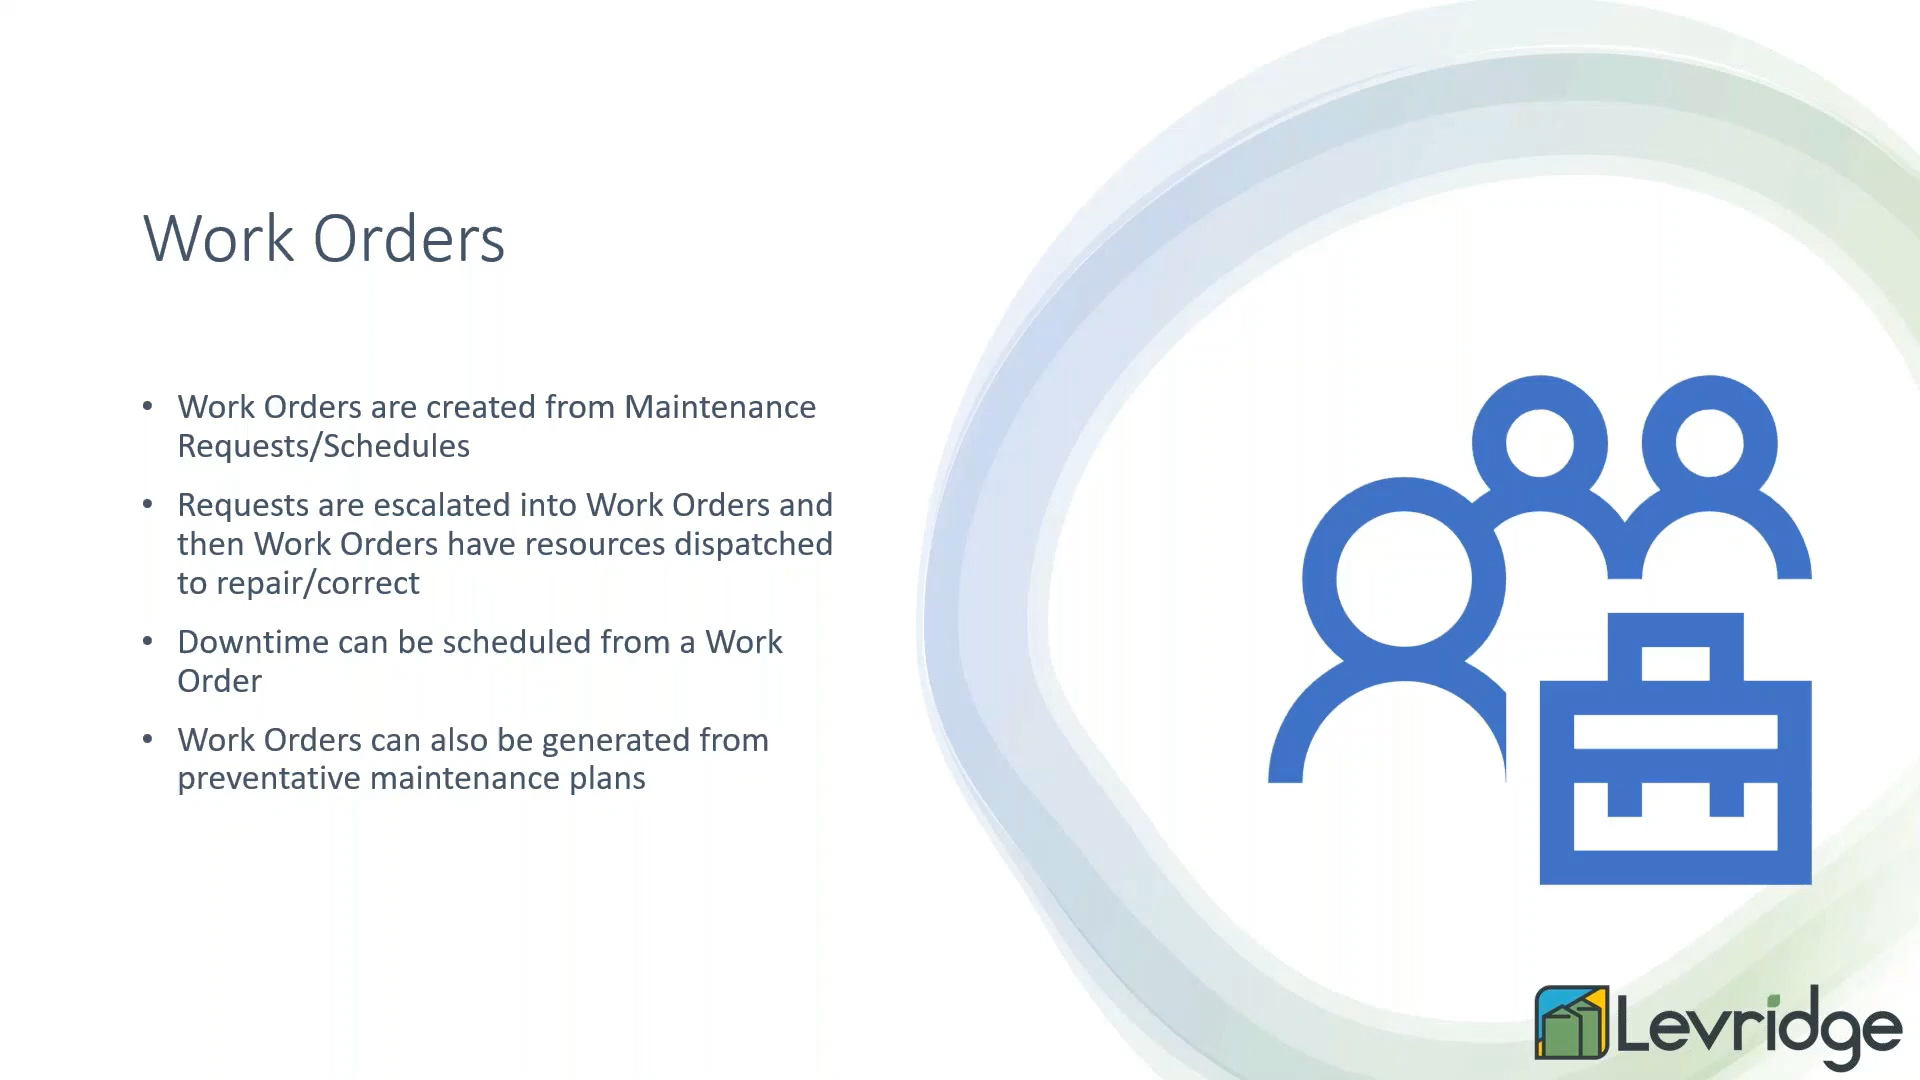 Work Orders
• Work Orders are created from Maintenance
Requests/Schedules
• Requests are escalated into Work Orders and
then Work Orders have resources dispatched
to repair/correct
• Downtime can be scheduled from a Work
Order
• Work Orders can also be generated from
preventative maintenance plans
Levridge